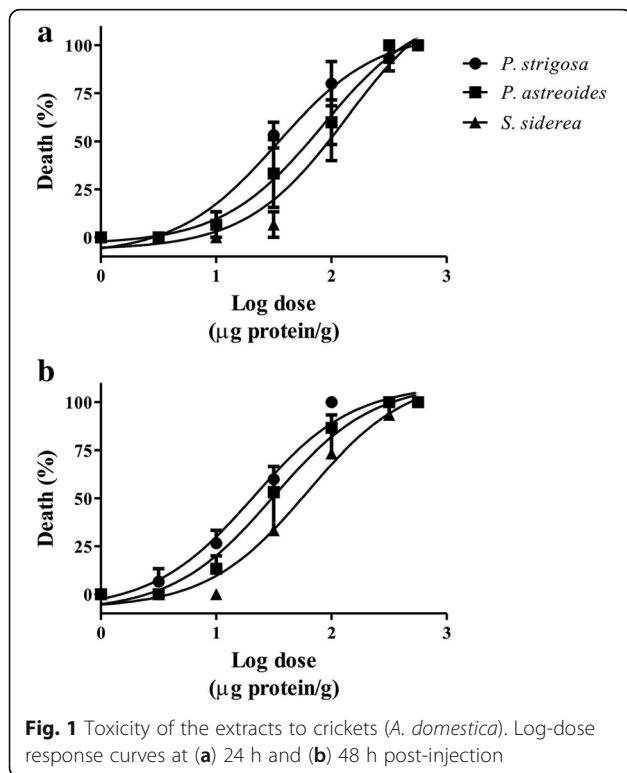 a
100
75
50
25
0
Death (%)
P. strigosa
P. astreoides
S. siderea
0 1 2 3
Log dose
(μg protein/g)
b
100
75
50
25
0
Death (%)
0 1 2 3
Log dose
(μg protein/g)
Fig. 1 Toxicity of the extracts to crickets (A. domestica). Log-dose
response curves at (a) 24 h and (b) 48 h post-injection